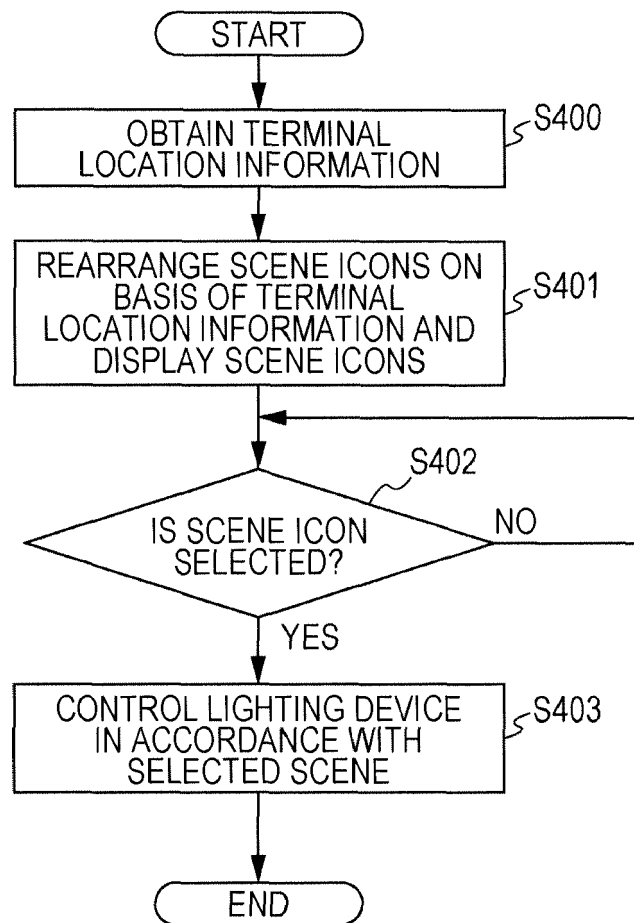 START
OBTAIN TERMINAL
LOCATION INFORMATION
S400
REARRANGE SCENE ICONS ON
BASIS OF TERMINAL
LOCATION INFORMATION AND
DISPLAY SCENE ICONS
S401
S402
IS SCENE ICON
SELECTED?
NO
YES
CONTROL LIGHTING DEVICE
IN ACCORDANCE WITH
SELECTED SCENE
S403
END